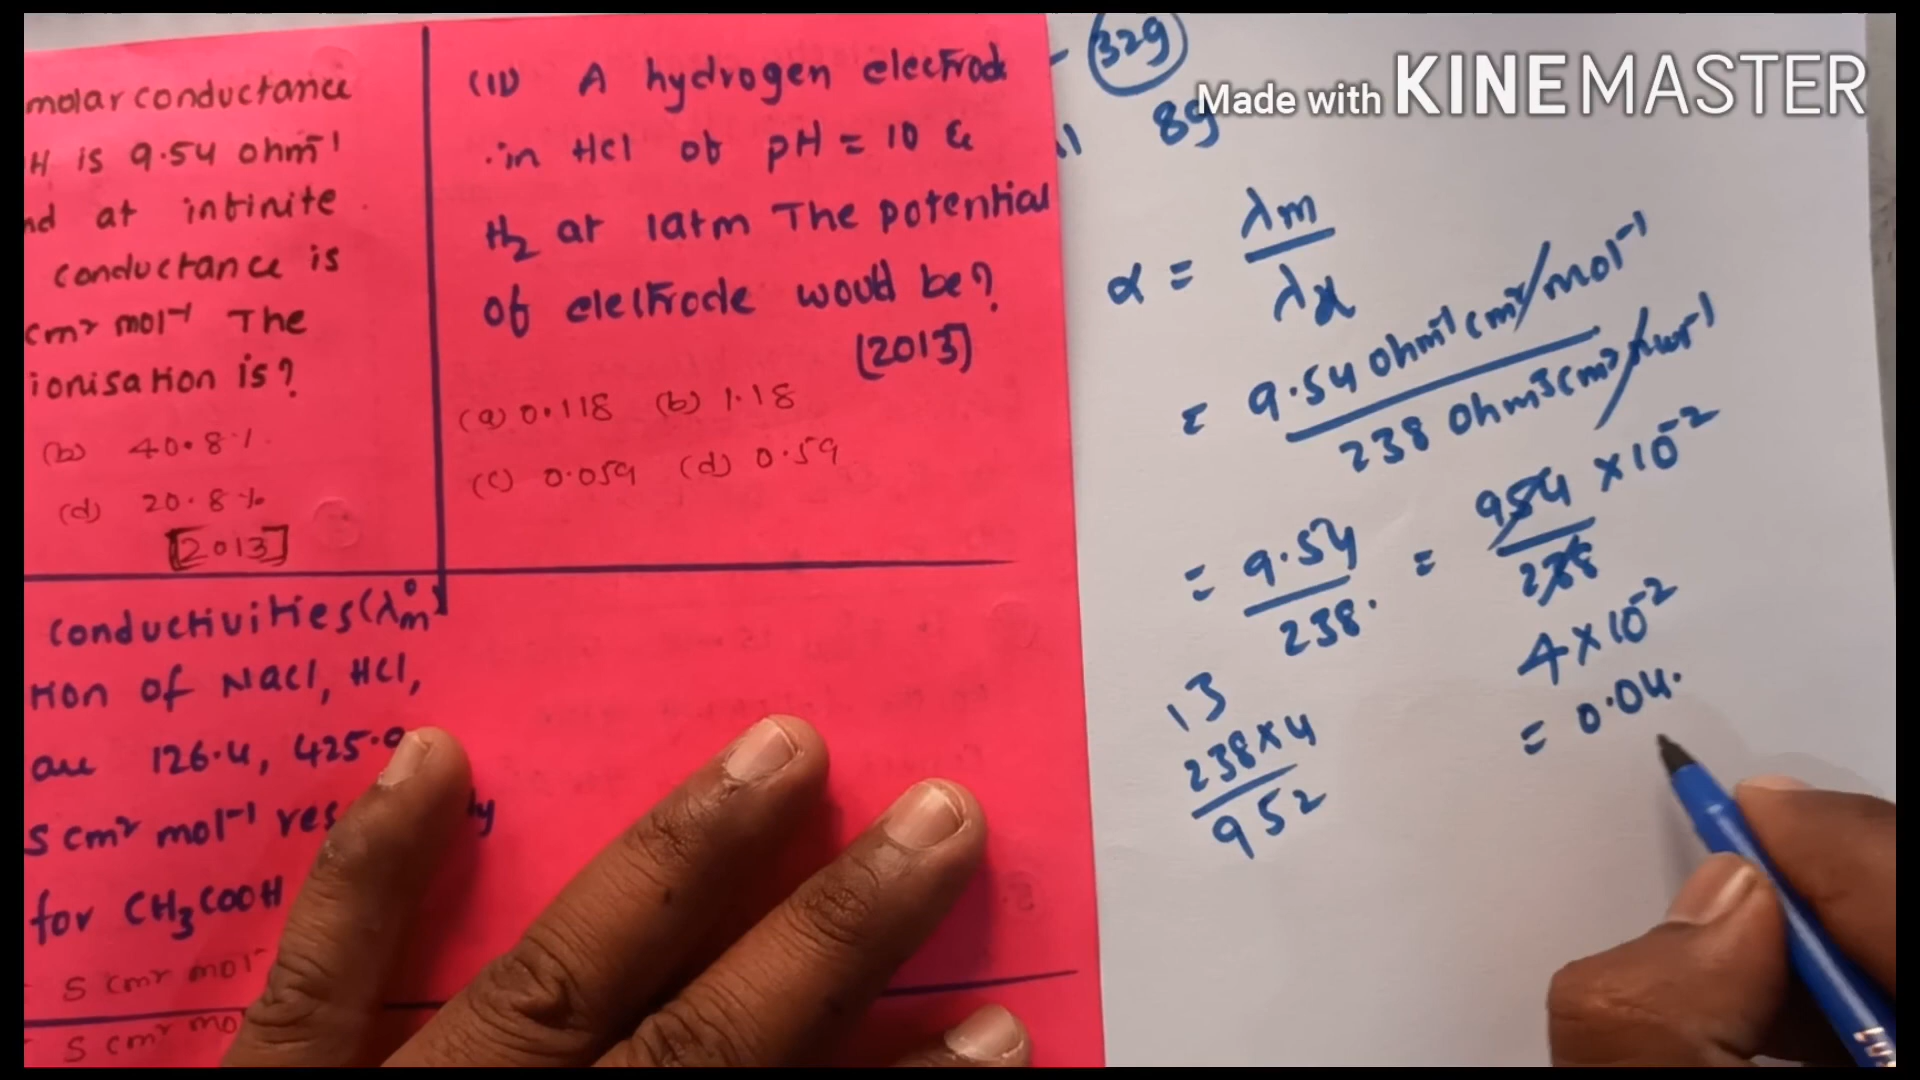 molar conductance
H is 9.54 ohm⁻¹
nd at infinite
conductance is
cm² mol⁻¹ The
ionisation is?
(b) 40.8%
(d) 20.8%
[2013]
(11) A hydrogen electrod
in Hcl of pH = 10 &
H₂ at 1atm The potential
of electrode would be?
(2013]
(a) 0.118 (b) 1.18
(c) 0.059 (d) 0.59
conductivities (λ°m)
tion of Nacl, Hcl,
are 126.4, 425.9
S cm² mol⁻¹ res ly
for CH₃COOH
S cm² mol⁻
S cm² mo
329
89
Made with KINEMASTER
α = λm / λα
= 9.54 ohm⁻¹ cm² mol⁻¹ / 238 ohm⁻¹ cm² mol⁻¹
= 9.54 / 238. = 954 / 238 × 10⁻²
4 × 10⁻²
= 0.04.
13
238×4
952